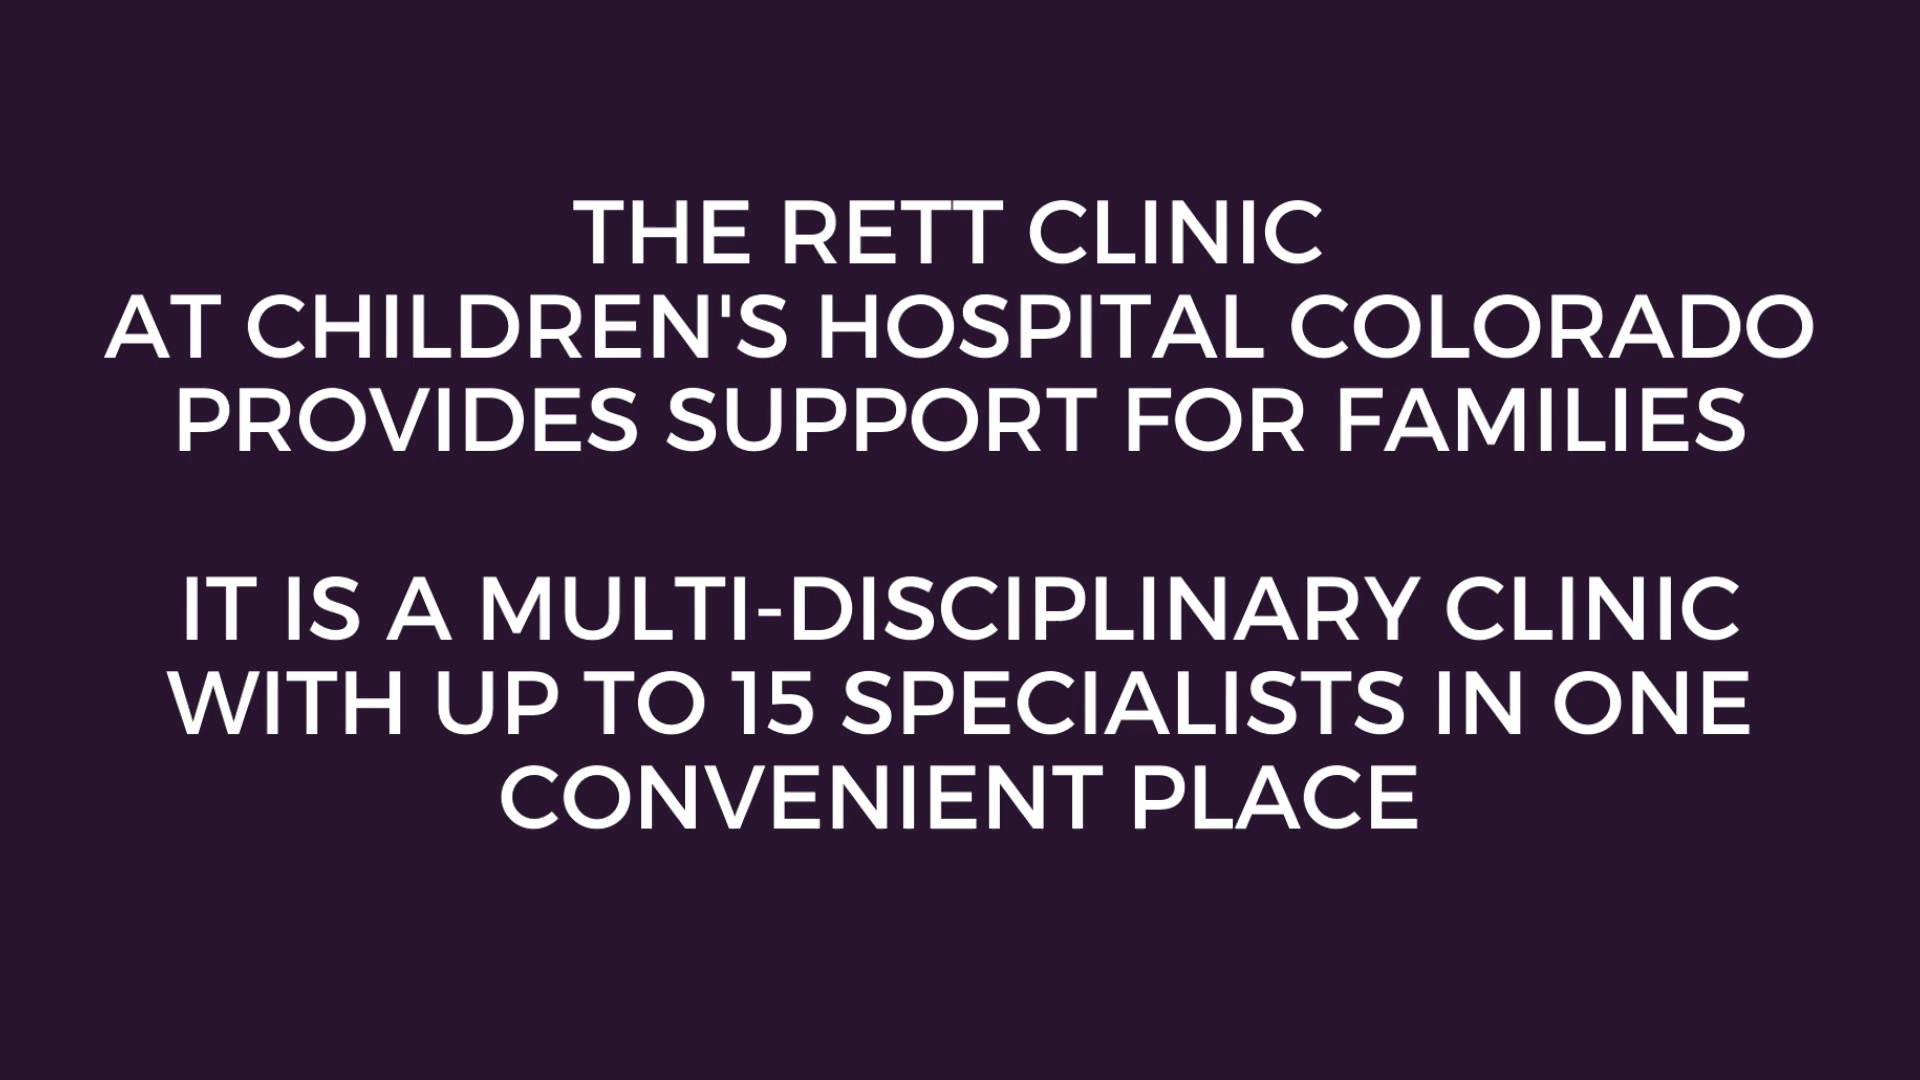 THE RETT CLINIC
AT CHILDREN'S HOSPITAL COLORADO
PROVIDES SUPPORT FOR FAMILIES
IT IS A MULTI-DISCIPLINARY CLINIC
WITH UP TO 15 SPECIALISTS IN ONE
CONVENIENT PLACE